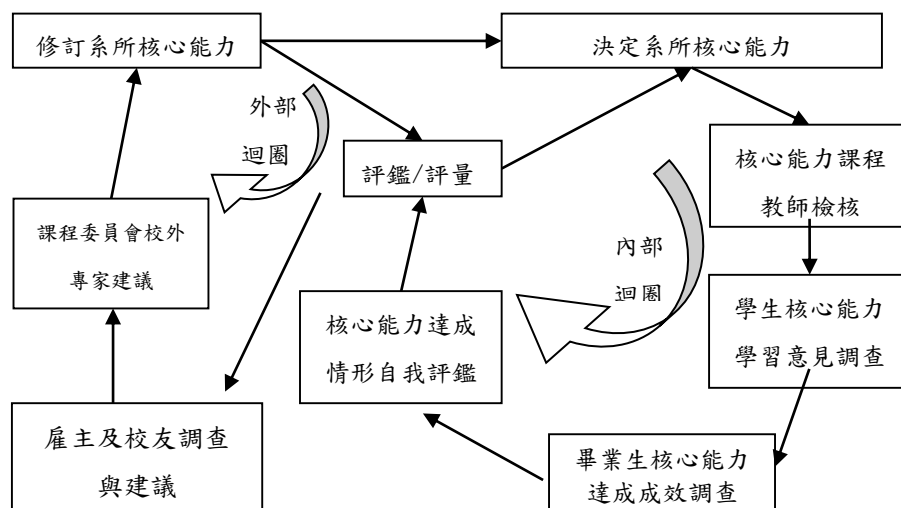 修訂系所核心能力
決定系所核心能力
外部
迴圈
評鑑/評量
核心能力課程
教師檢核
課程委員會校外
專家建議
內部
迴圈
核心能力達成
情形自我評鑑
學生核心能力
學習意見調查
雇主及校友調查
與建議
畢業生核心能力
達成成效調查